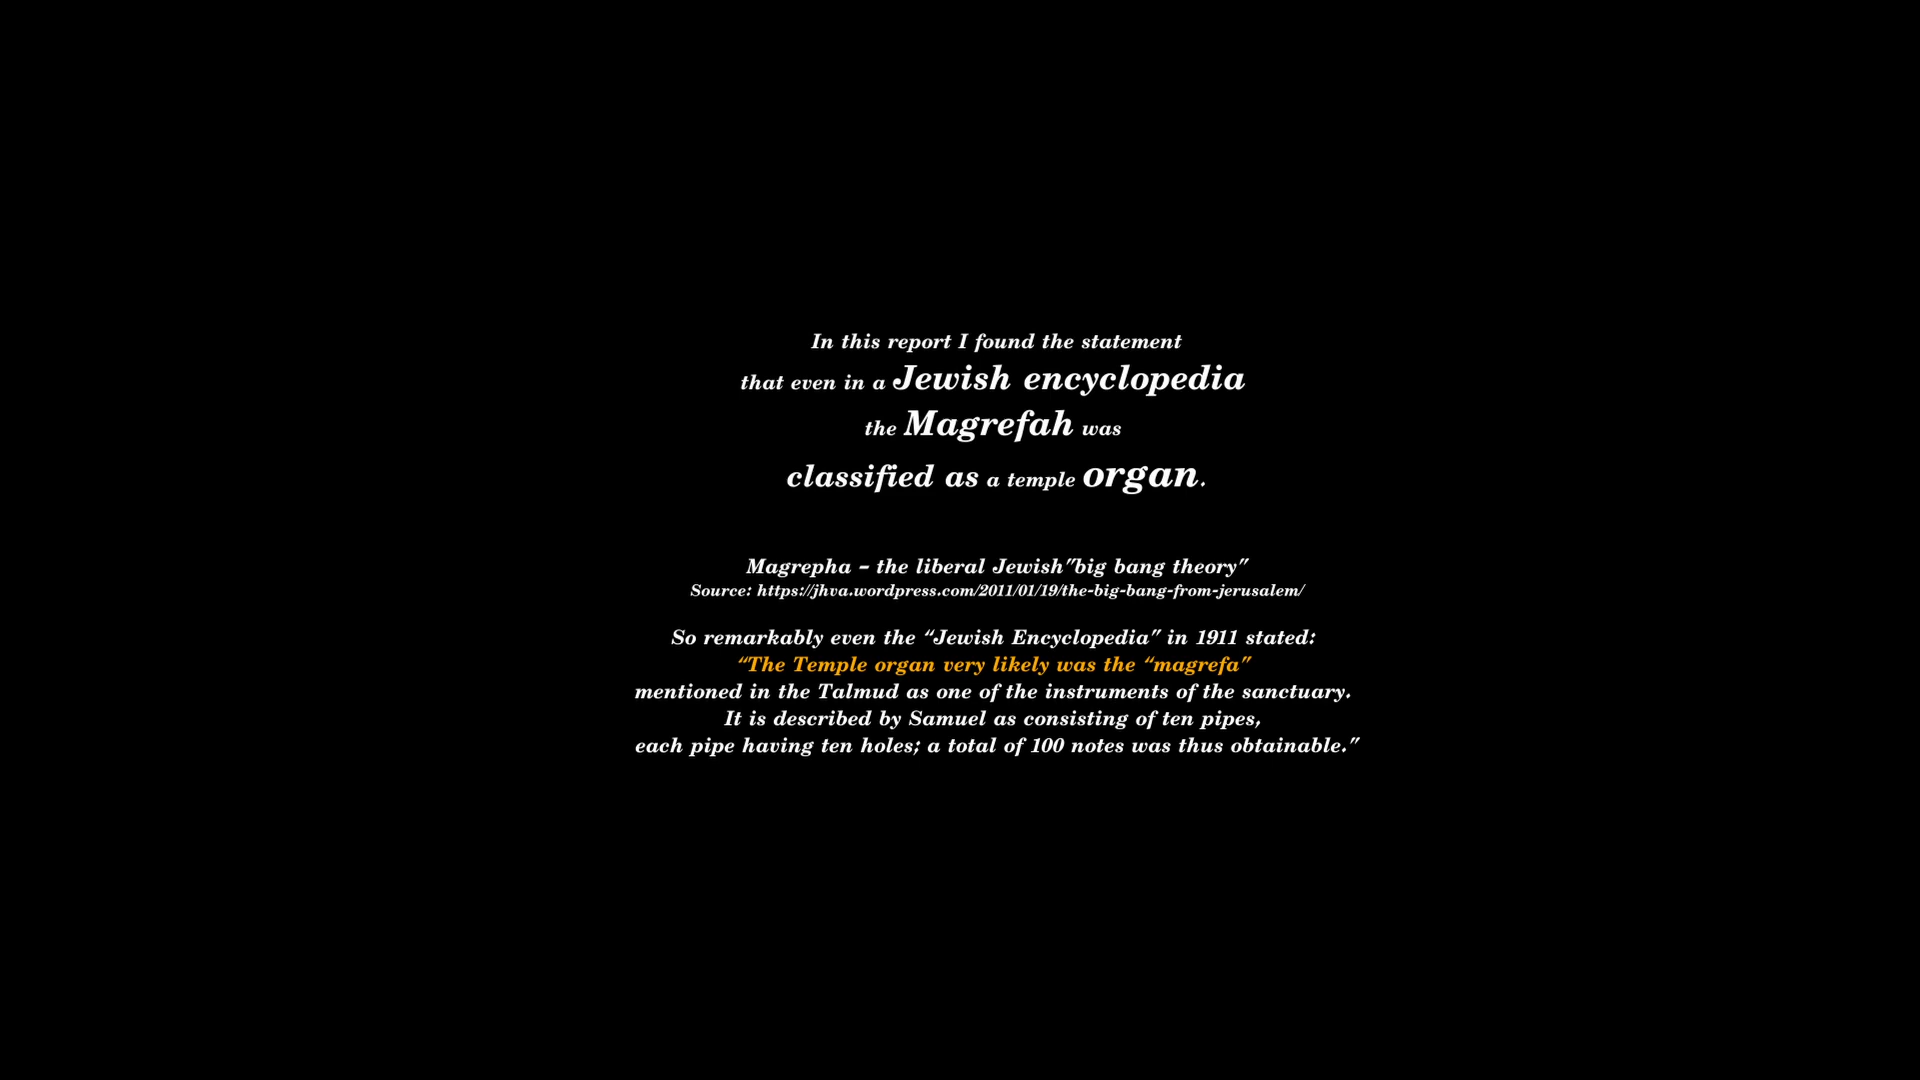 In this report I found the statement
that even in a Jewish encyclopedia
the Magrefah was
classified as a temple organ.
Magrepha – the liberal Jewish"big bang theory"
Source: https://jhva.wordpress.com/2011/01/19/the-big-bang-from-jerusalem/
So remarkably even the “Jewish Encyclopedia" in 1911 stated:
“The Temple organ very likely was the “magrefa"
mentioned in the Talmud as one of the instruments of the sanctuary.
It is described by Samuel as consisting of ten pipes,
each pipe having ten holes; a total of 100 notes was thus obtainable."